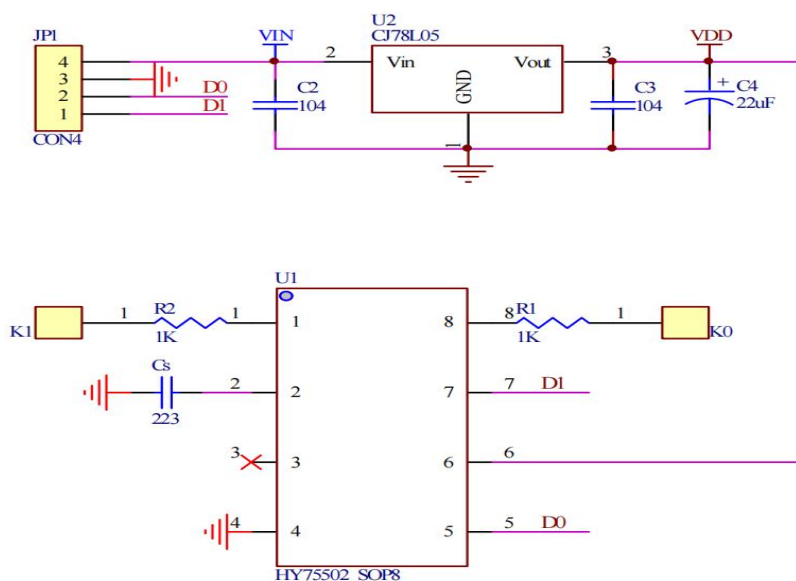 U2
JP1 VIN CJ78L05 VDD
4 2 Vin Vout 3
3 + C4
2 D0 C2 C3 22uF
1 D1 104 GND 104
CON4 1
U1
K1 1 R2 1 1 8 8 R1 1 K0
1K 1K
Cs 2 2 7 7 D1
223
3 3 6 6
4 4 5 5 D0
HY75502 SOP8